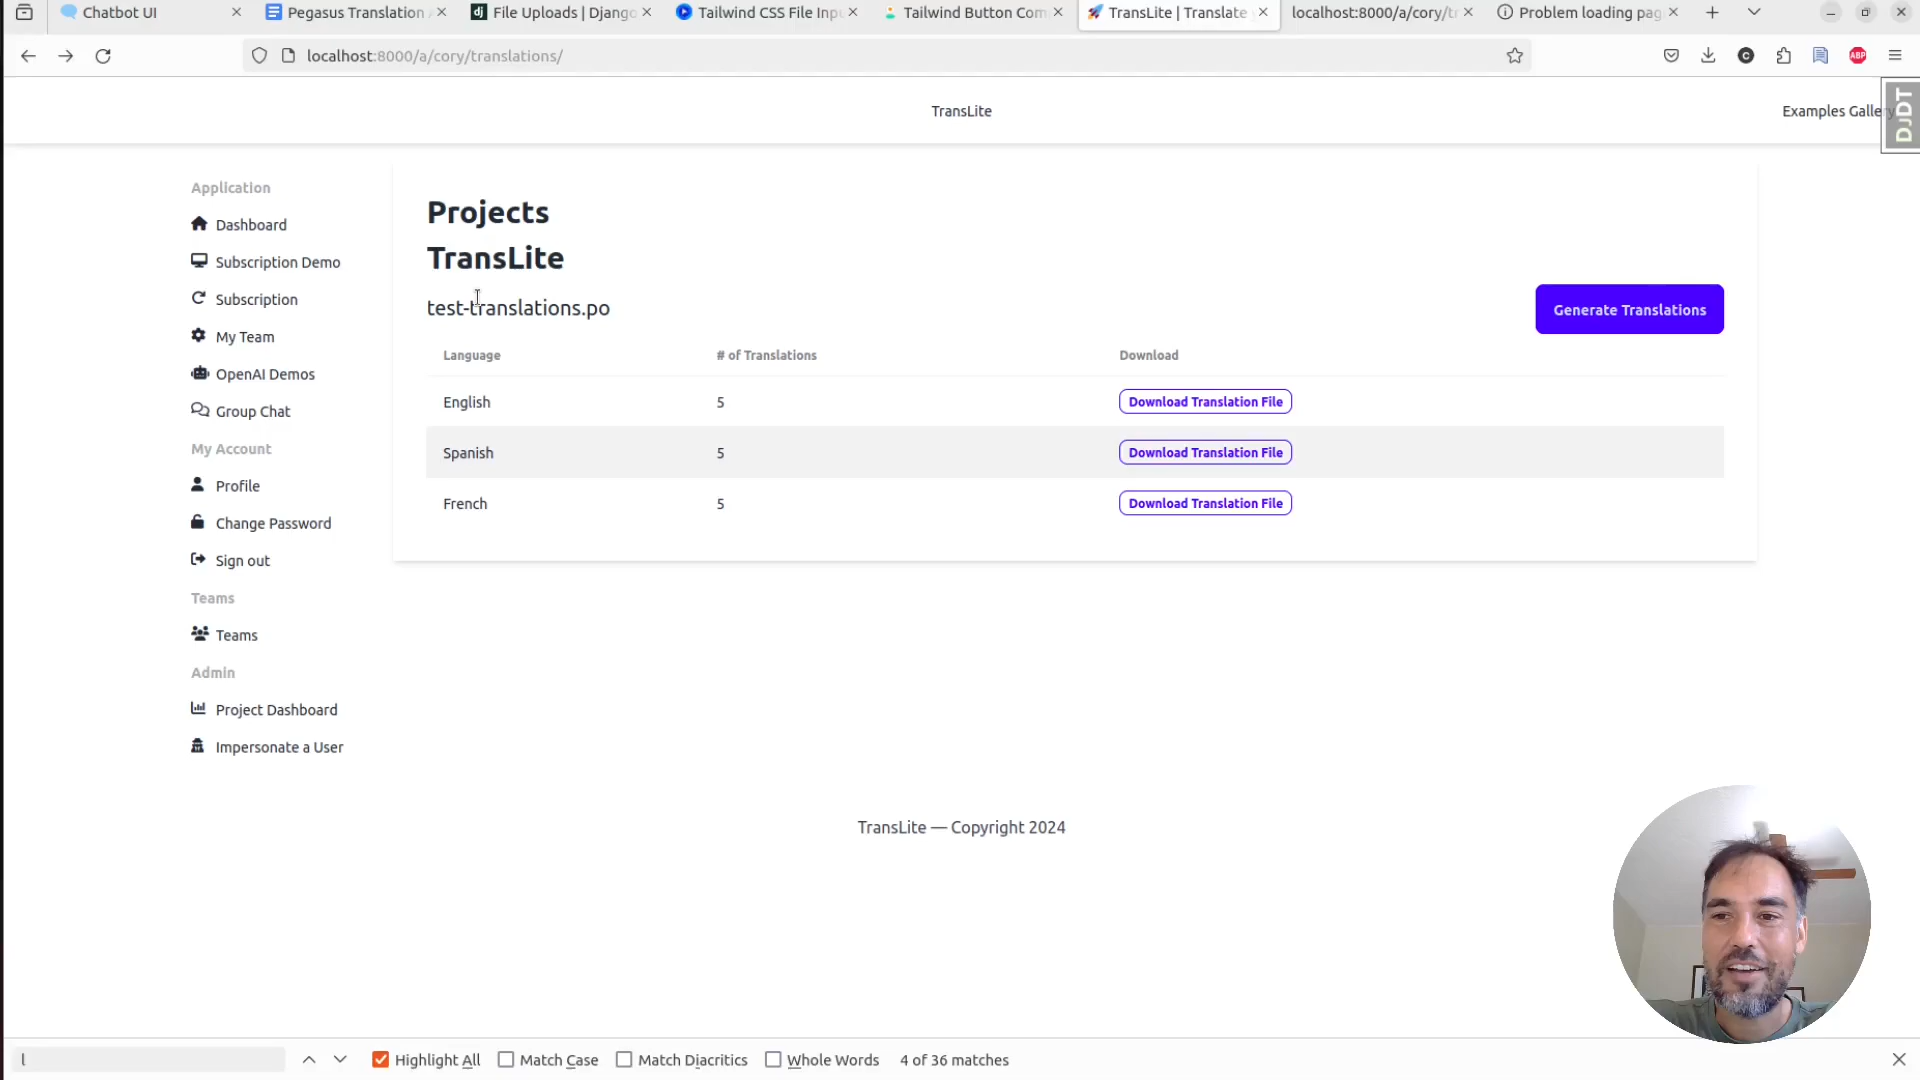 Chatbot UI
Pegasus Translation
File Uploads | Django
Tailwind CSS File Inpu
Tailwind Button Com
TransLite | Translate
localhost:8000/a/cory/tr
Problem loading pag
localhost:8000/a/cory/translations/
ABP
TransLite
Examples Galle
DJDT
Application
Dashboard
Subscription Demo
Subscription
My Team
OpenAI Demos
Group Chat
My Account
Profile
Change Password
Sign out
Teams
Teams
Admin
Project Dashboard
Impersonate a User
Projects
TransLite
test-translations.po
Generate Translations
Language # of Translations Download
English 5 Download Translation File
Spanish 5 Download Translation File
French 5 Download Translation File
TransLite — Copyright 2024
l
Highlight All
Match Case
Match Diacritics
Whole Words
4 of 36 matches